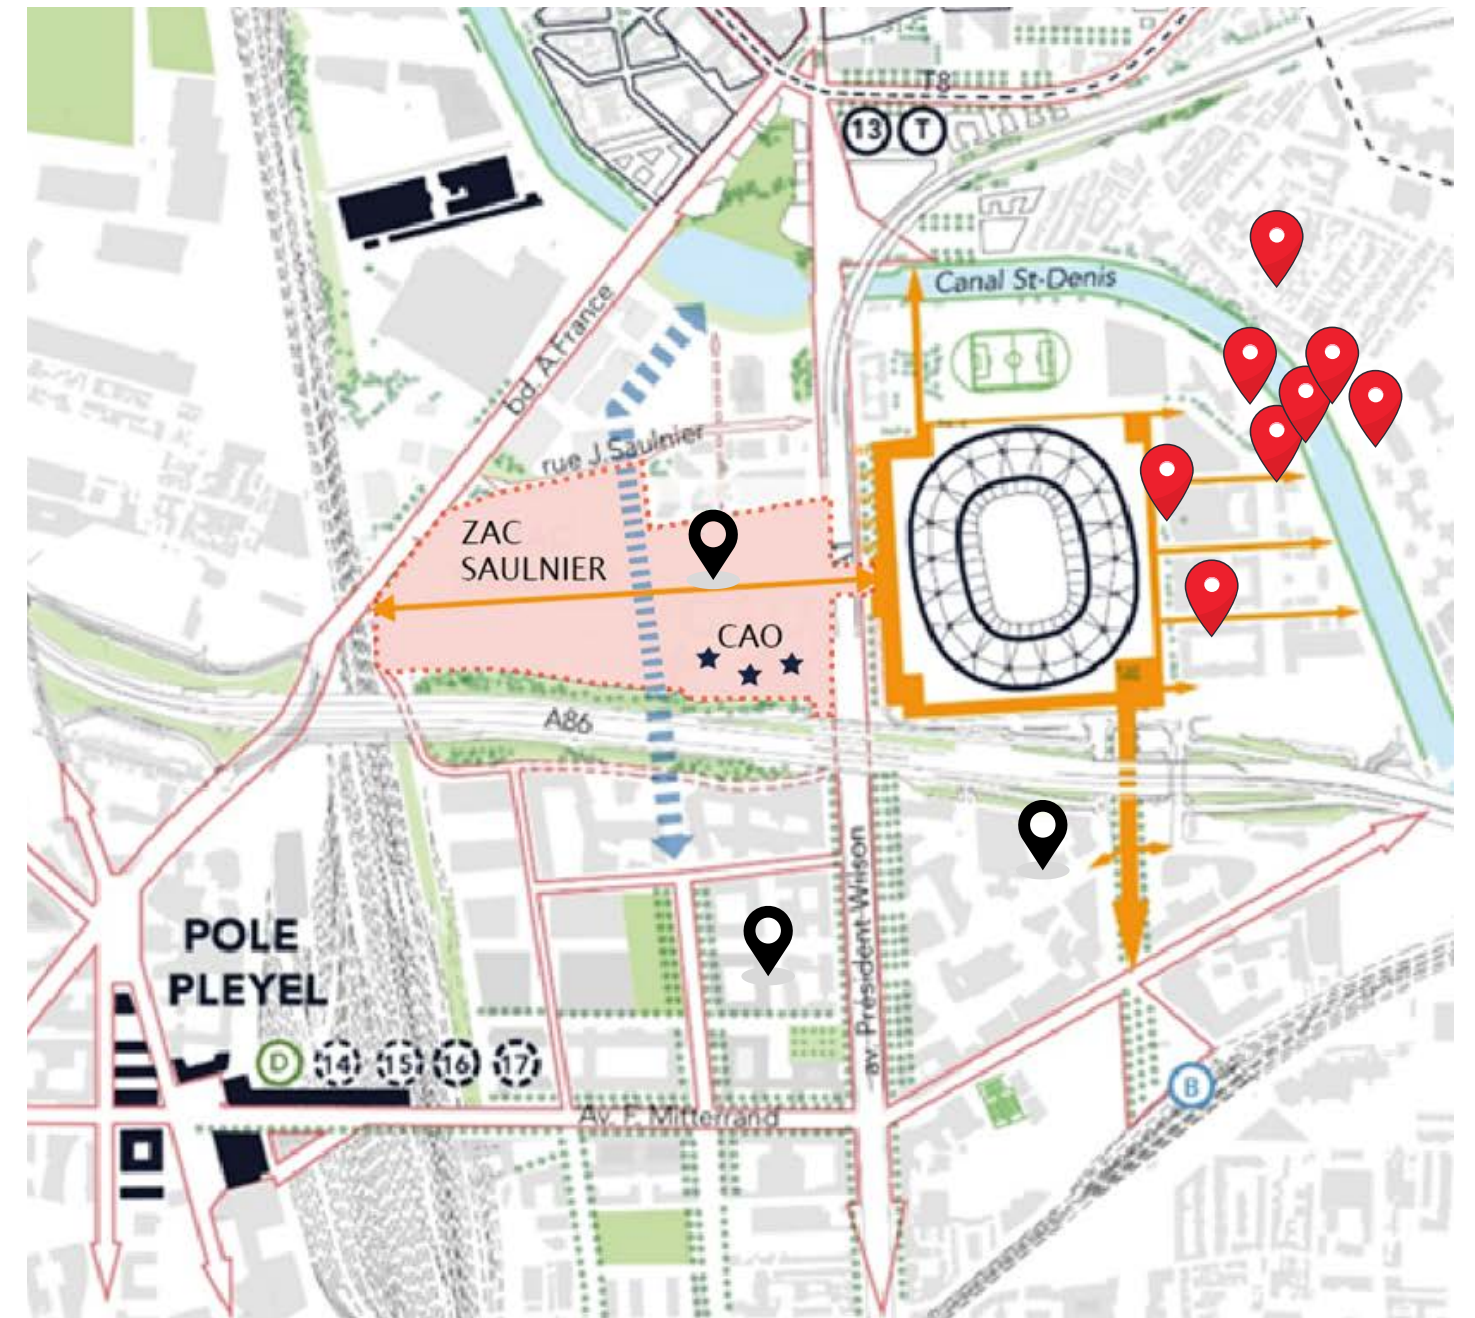 T8
13 T
Canal St-Denis
bd. A.France
rue J.Saulnier
ZAC
SAULNIER
A1
CAO
A86
av. Président Wilson
POLE
PLEYEL
D 14 15 16 17
B
Av. F. Mitterrand